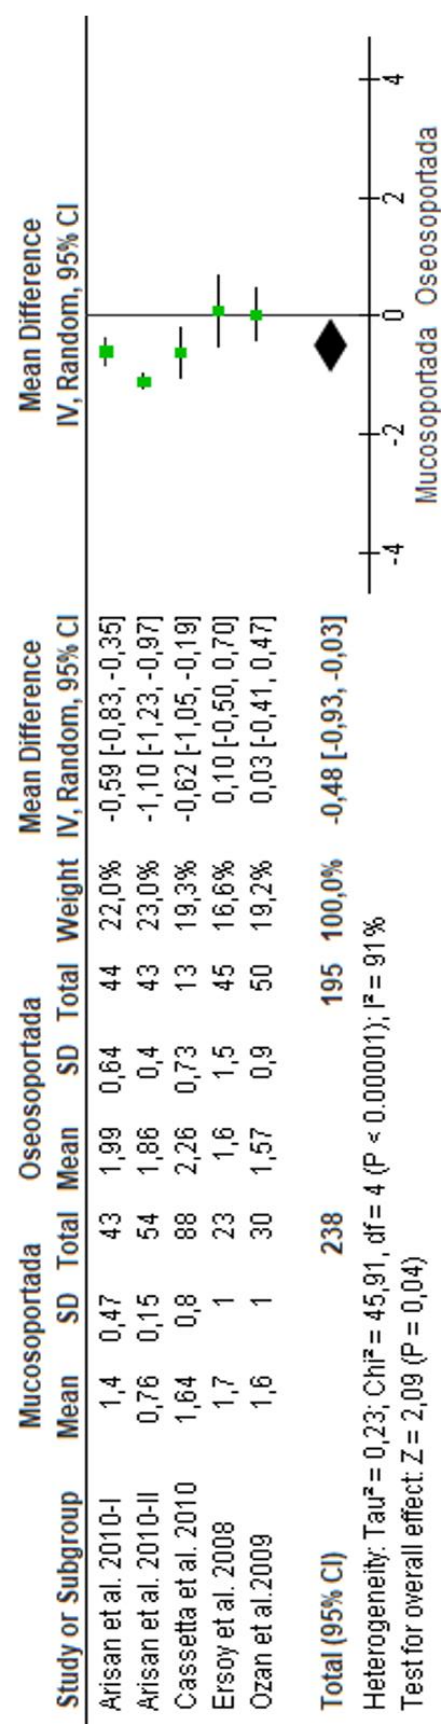 Mucosoportada Oseosoportada Mean Difference Mean Difference
Study or Subgroup Mean SD Total Mean SD Total Weight IV, Random, 95% CI IV, Random, 95% CI
Arisan et al. 2010-I 1,4 0,47 43 1,99 0,64 44 22,0% -0,59 [-0,83, -0,35]
Arisan et al. 2010-II 0,76 0,15 54 1,86 0,4 43 23,0% -1,10 [-1,23, -0,97]
Cassetta et al. 2010 1,64 0,8 88 2,26 0,73 13 19,3% -0,62 [-1,05, -0,19]
Ersoy et al. 2008 1,7 1 23 1,6 1,5 45 16,6% 0,10 [-0,50, 0,70]
Ozan et al.2009 1,6 1 30 1,57 0,9 50 19,2% 0,03 [-0,41, 0,47]
Total (95% CI) 238 195 100,0% -0,48 [-0,93, -0,03]
Heterogeneity: Tau² = 0,23; Chi² = 45,91, df = 4 (P < 0.00001); I² = 91%
Test for overall effect: Z = 2,09 (P = 0,04)
-4 -2 0 2 4
Mucosoportada Oseosoportada